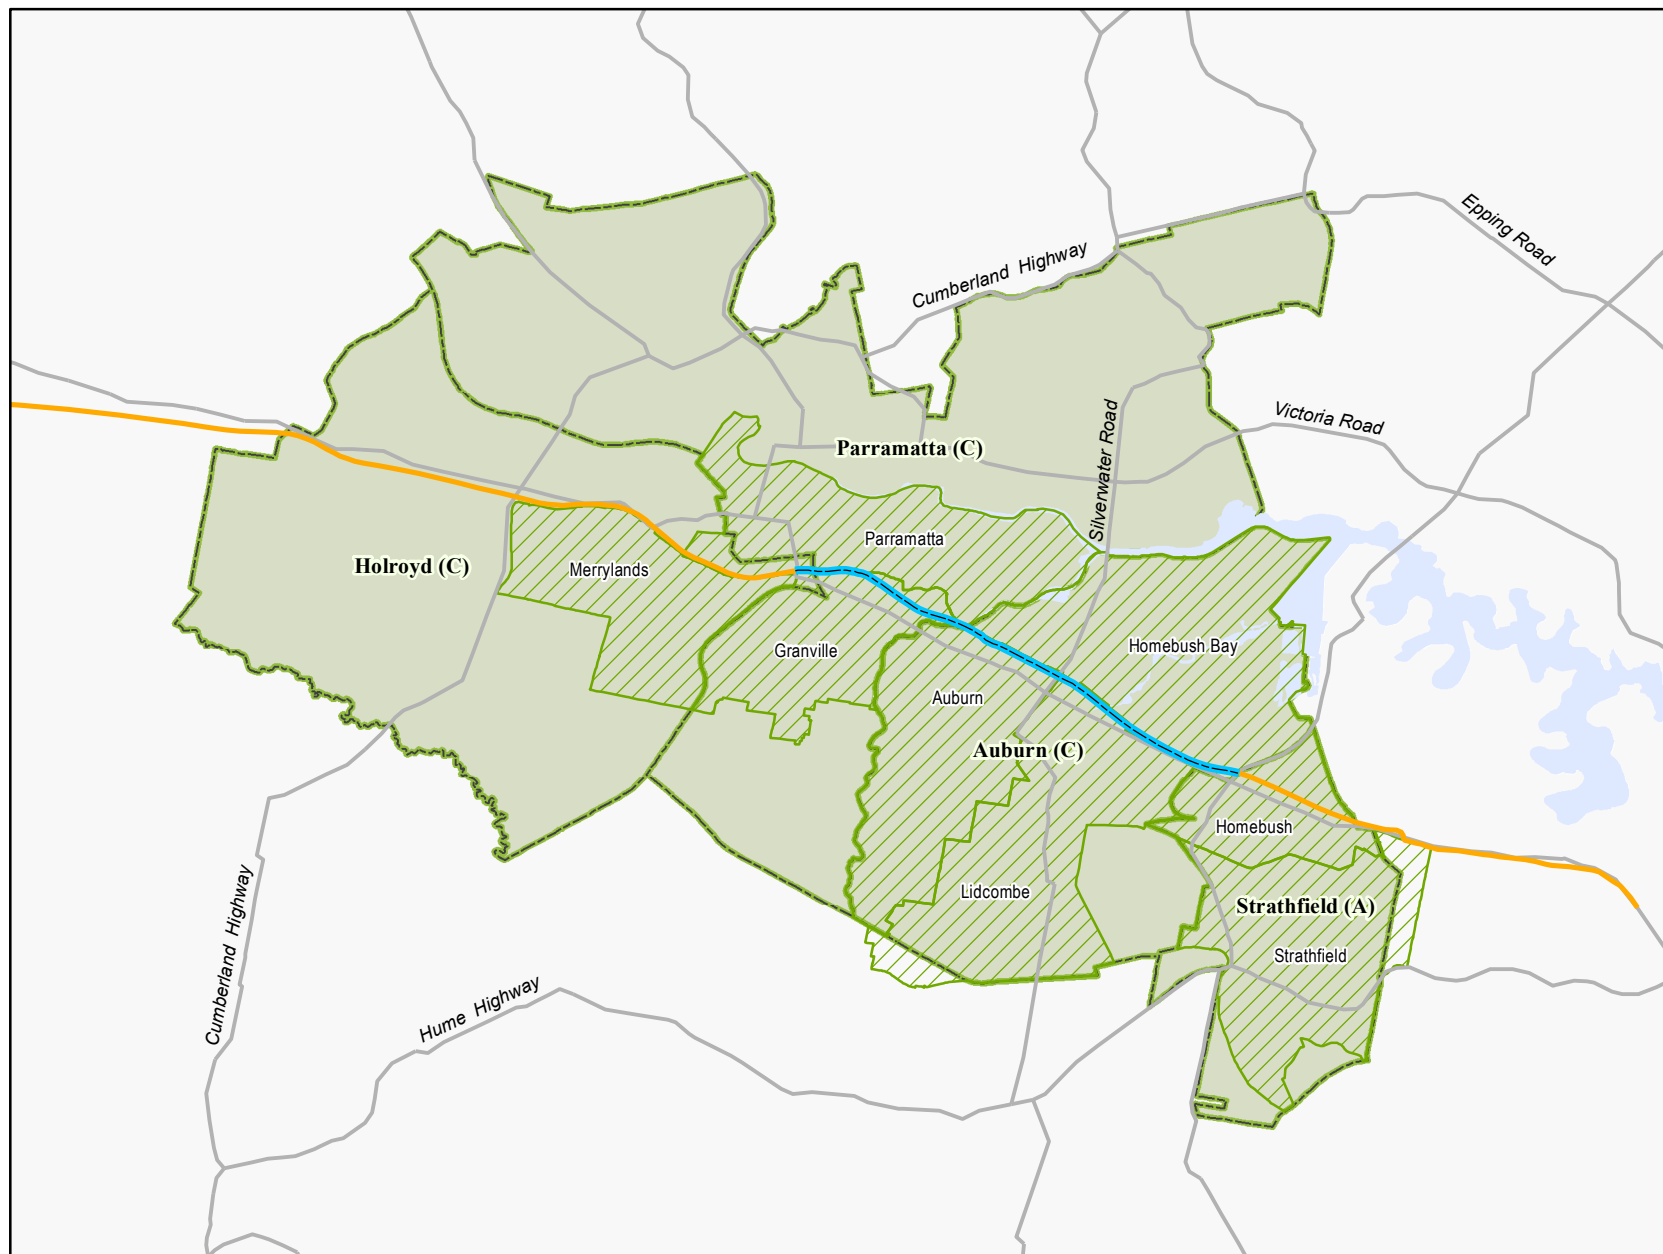 Epping Road
Cumberland Highway
Victoria Road
Parramatta (C)
Silverwater Road
Parramatta
Holroyd (C)
Merrylands
Granville
Homebush Bay
Auburn
Auburn (C)
Homebush
Lidcombe
Strathfield (A)
Strathfield
Cumberland Highway
Hume Highway